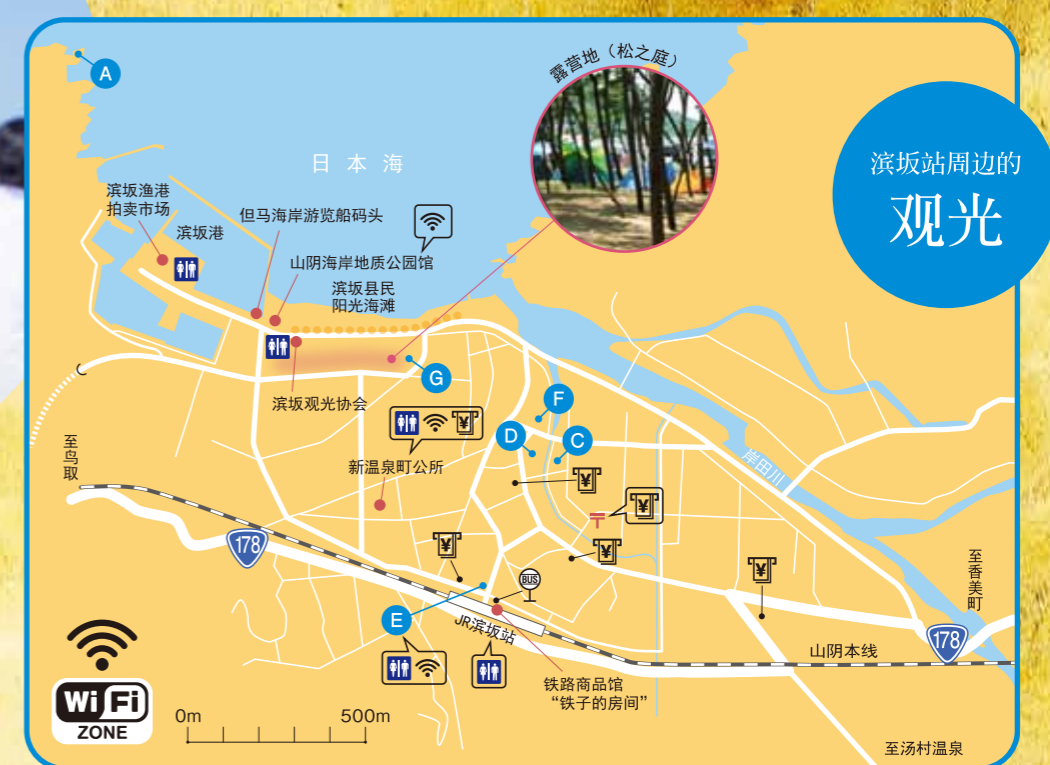 露营地（松之庭）
A
滨坂站周边的
观光
日本海
滨坂渔港
拍卖市场
滨坂港
但马海岸游览船码头
山阴海岸地质公园馆
滨坂县民
阳光海滩
G
滨坂观光协会
F
D
C
¥
新温泉町公所
¥
¥
至鸟取
岸田川
178
¥
¥
¥
BUS
至香美町
E
JR滨坂站
178
山阴本线
铁路商品馆
“铁子的房间”
Wi Fi
ZONE
0m
500m
至汤村温泉